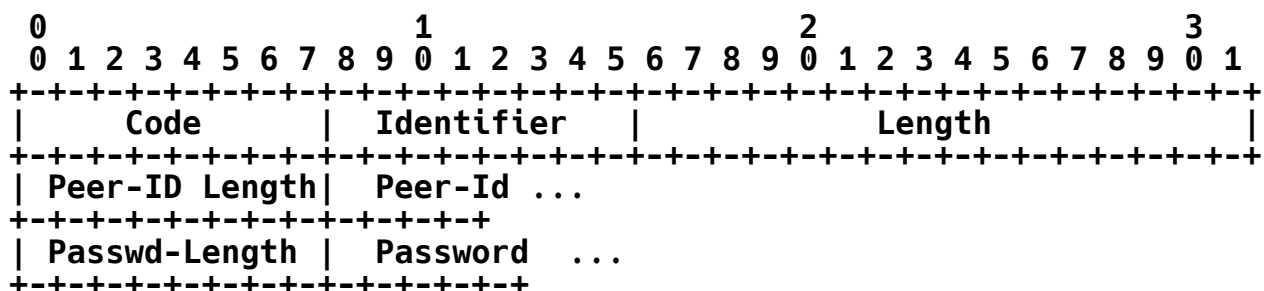 0                   1                   2                   3
 0 1 2 3 4 5 6 7 8 9 0 1 2 3 4 5 6 7 8 9 0 1 2 3 4 5 6 7 8 9 0 1
+-+-+-+-+-+-+-+-+-+-+-+-+-+-+-+-+-+-+-+-+-+-+-+-+-+-+-+-+-+-+-+-+
|     Code      |  Identifier   |            Length             |
+-+-+-+-+-+-+-+-+-+-+-+-+-+-+-+-+-+-+-+-+-+-+-+-+-+-+-+-+-+-+-+-+
| Peer-ID Length|  Peer-Id ...
+-+-+-+-+-+-+-+-+-+-+-+-+
| Passwd-Length |  Password  ...
+-+-+-+-+-+-+-+-+-+-+-+-+-+